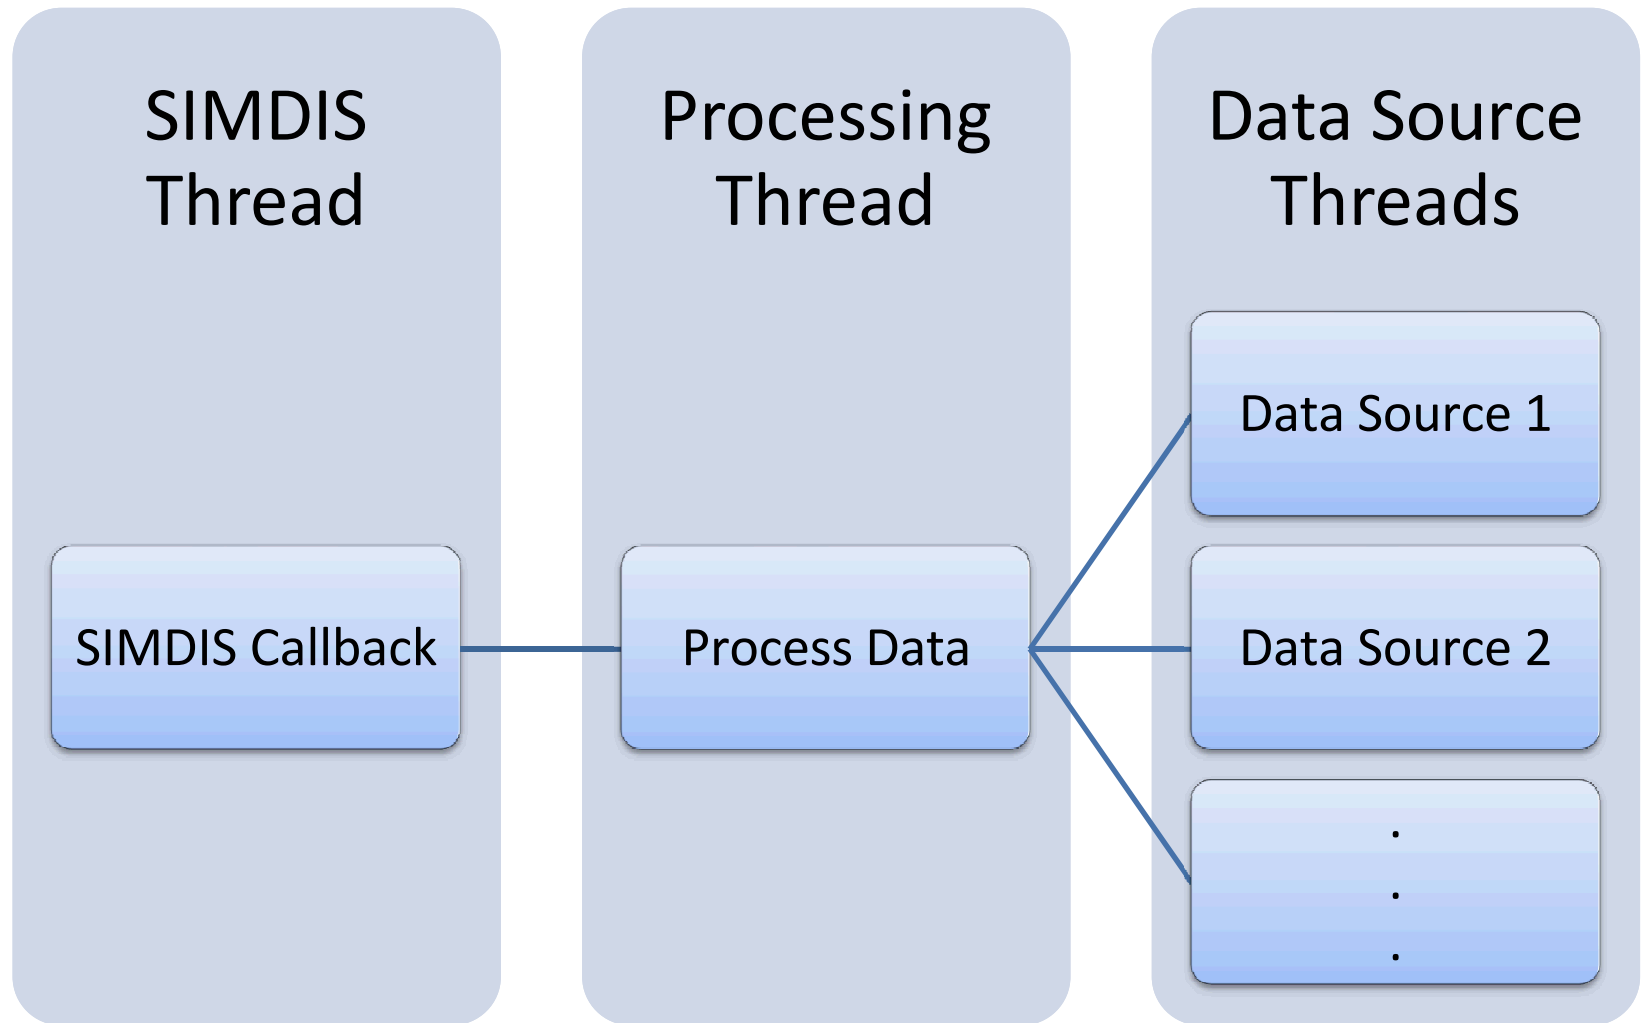 SIMDIS
Thread
Processing
Thread
Data Source
Threads
SIMDIS Callback
Process Data
Data Source 1
Data Source 2
.
.
.